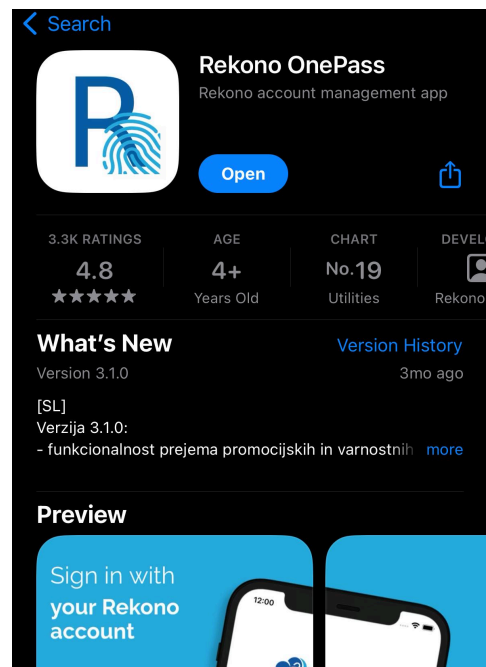 Search
Rekono OnePass
Rekono account management app
Open
3.3K RATINGS
4.8
AGE
4+
Years Old
CHART
No.19
Utilities
DEVEL
Rekono
What's New
Version History
Version 3.1.0
3mo ago
[SL]
Verzija 3.1.0:
- funkcionalnost prejema promocijskih in varnostnih more
Preview
Sign in with
your Rekono
account
12:00